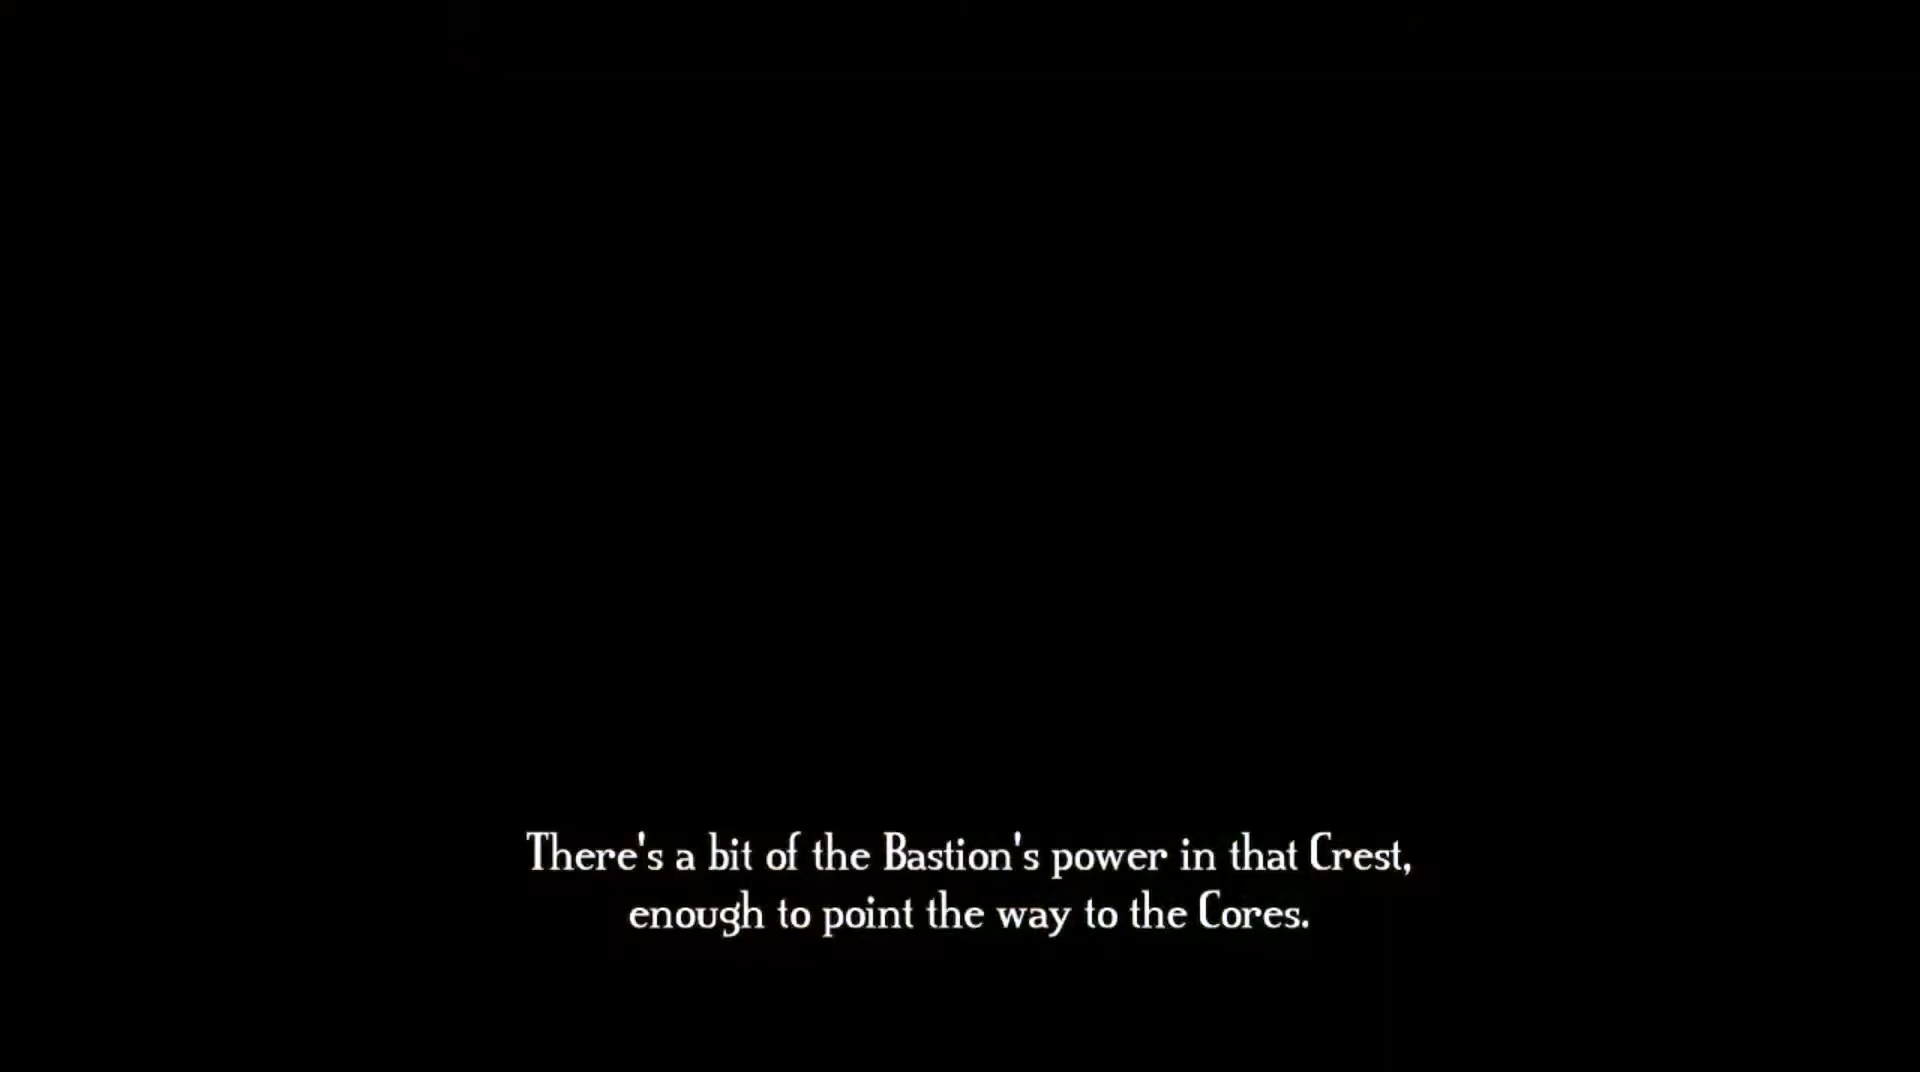 There's a bit of the Bastion's power in that Crest,
enough to point the way to the Cores.